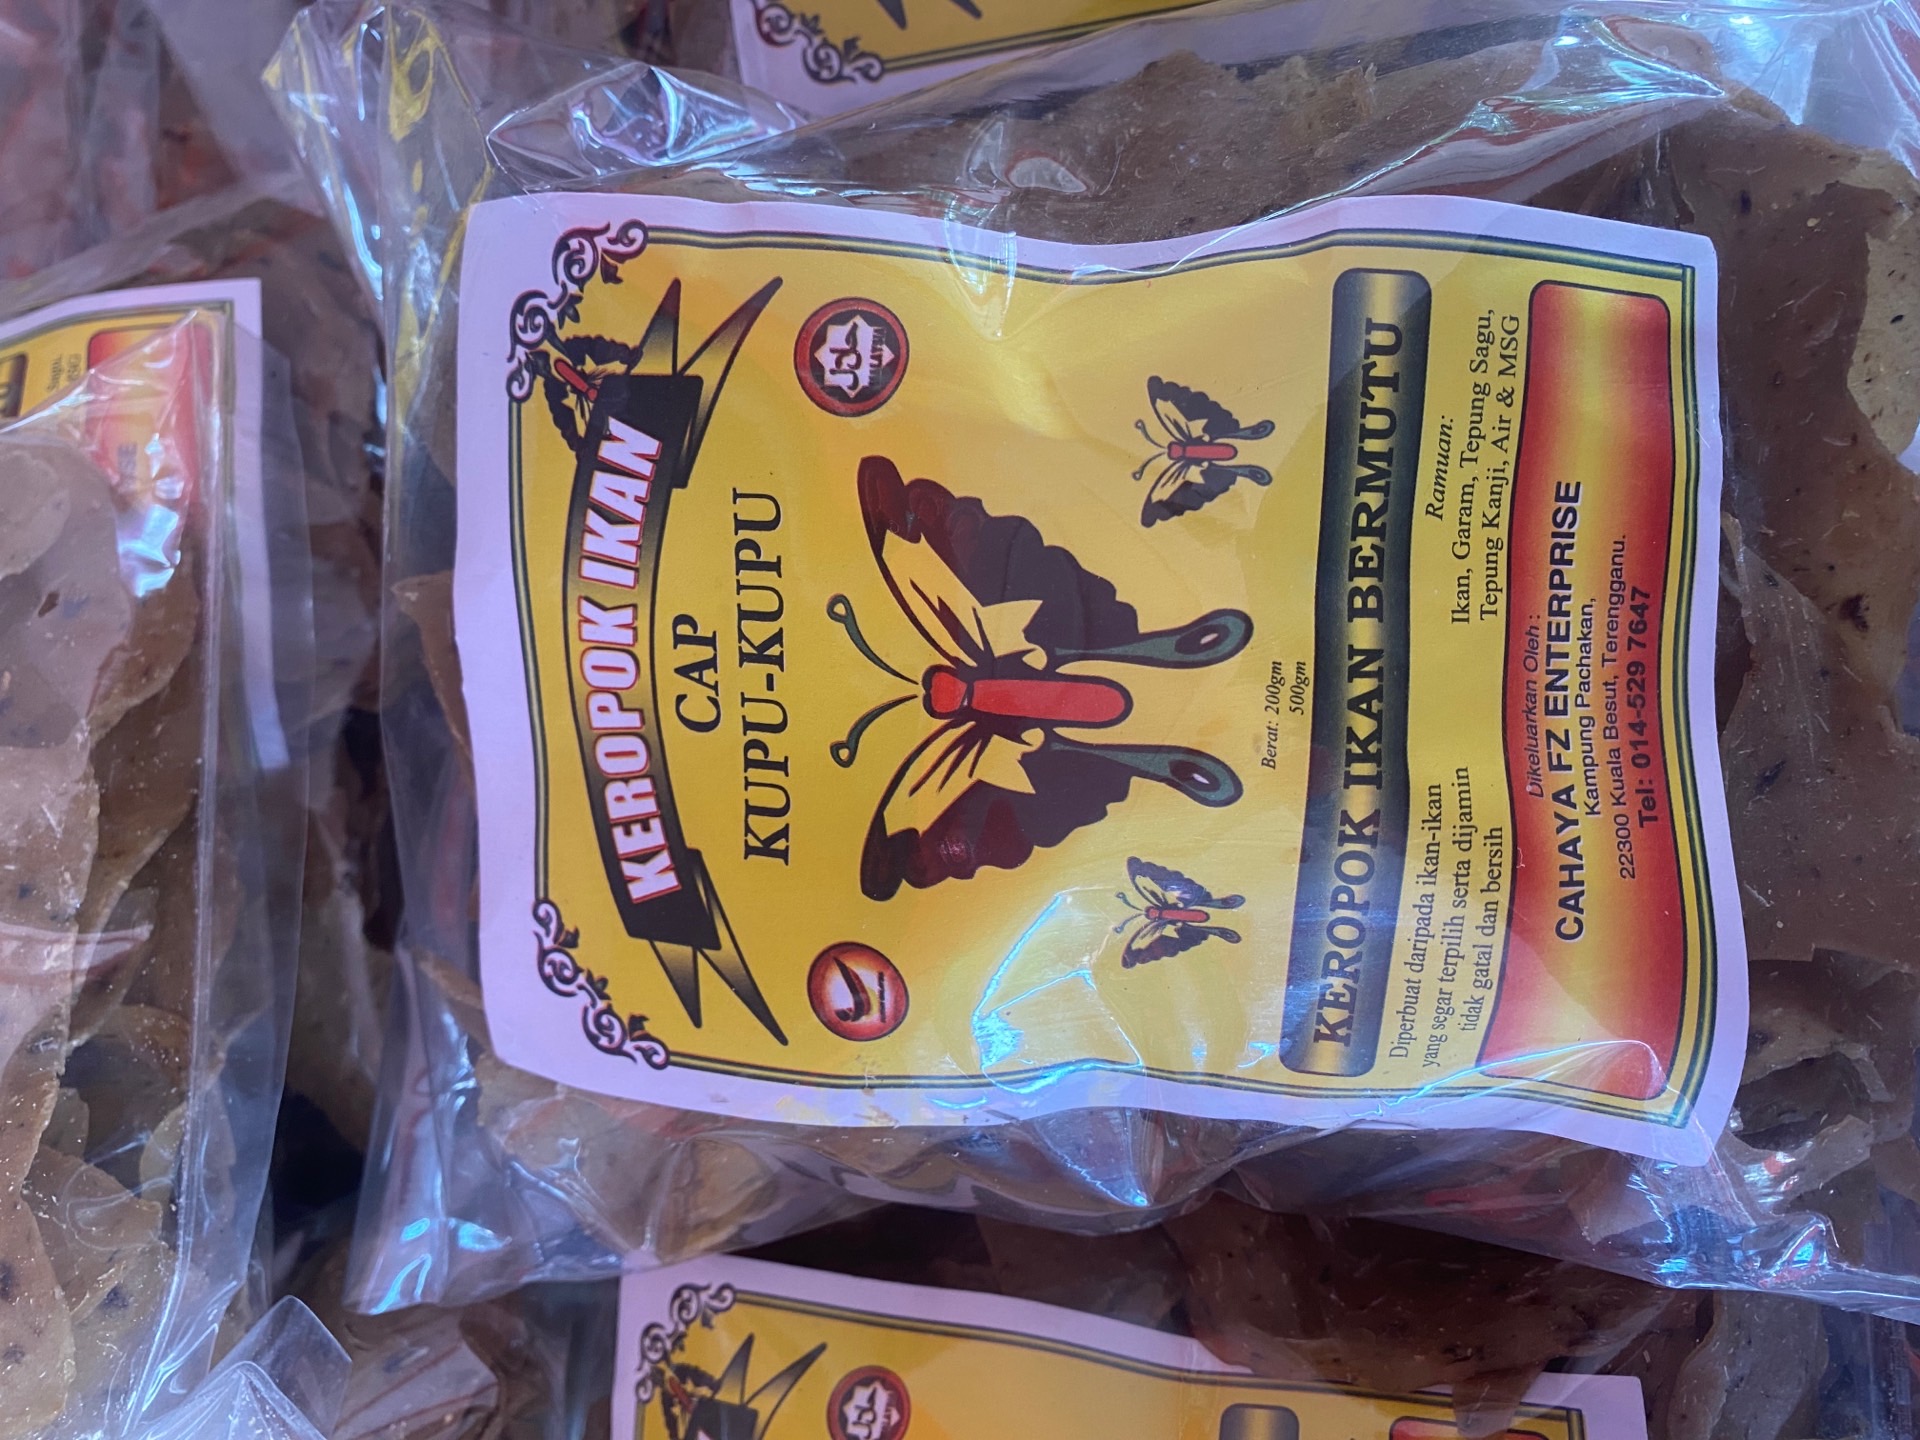 KEROPOK IKAN
CAP
KUPU-KUPU
حلال
MALAYSIA
Berat: 200gm
500gm
KEROPOK IKAN BERMUTU
Diperbuat daripada ikan-ikan
yang segar terpilih serta dijamin
tidak gatal dan bersih
Ramuan:
Ikan, Garam, Tepung Sagu,
Tepung Kanji, Air & MSG
Dikeluarkan Oleh :
CAHAYA FZ ENTERPRISE
Kampung Pachakan,
22300 Kuala Besut, Terengganu.
Tel: 014-529 7647